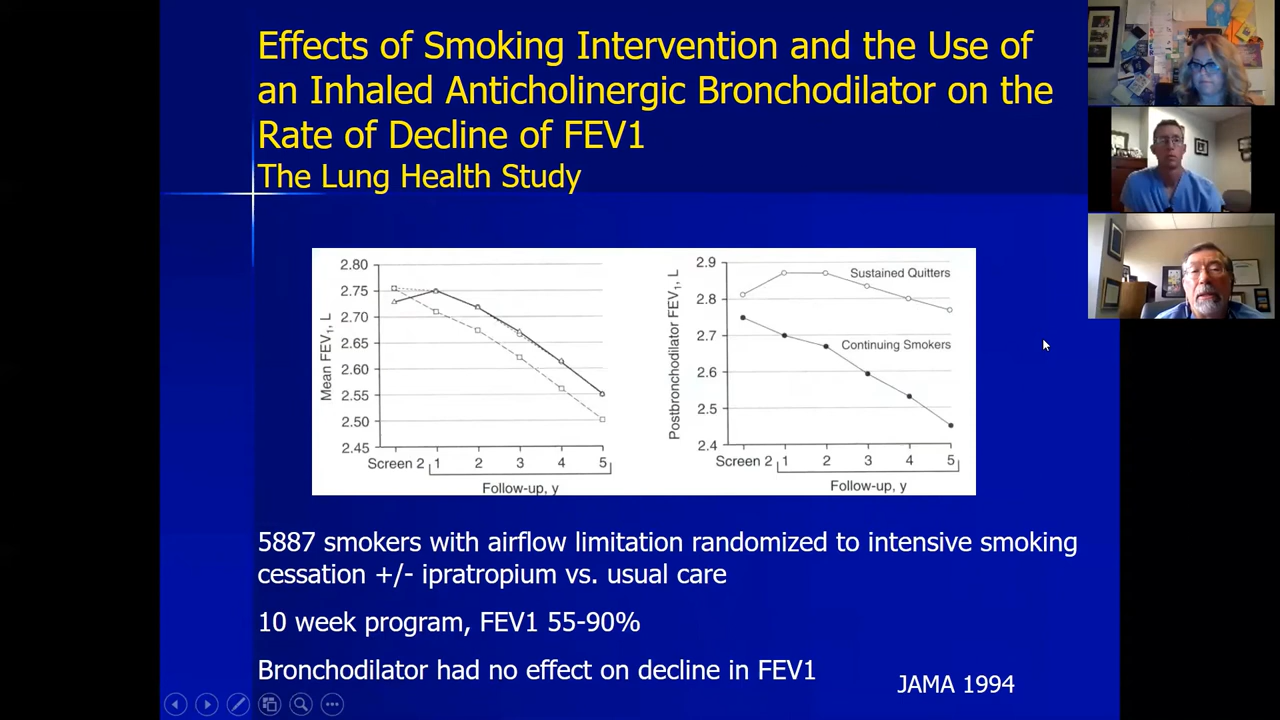 Effects of Smoking Intervention and the Use of
an Inhaled Anticholinergic Bronchodilator on the
Rate of Decline of FEV1
The Lung Health Study
2.80
2.75
2.70
2.65
2.60
2.55
2.50
2.45
Mean FEV1, L
Screen 2 1 2 3 4 5
Follow-up, y
2.9
2.8
2.7
2.6
2.5
2.4
Postbronchodilator FEV1, L
Sustained Quitters
Continuing Smokers
Screen 2 1 2 3 4 5
Follow-up, y
5887 smokers with airflow limitation randomized to intensive smoking
cessation +/- ipratropium vs. usual care
10 week program, FEV1 55-90%
Bronchodilator had no effect on decline in FEV1
JAMA 1994